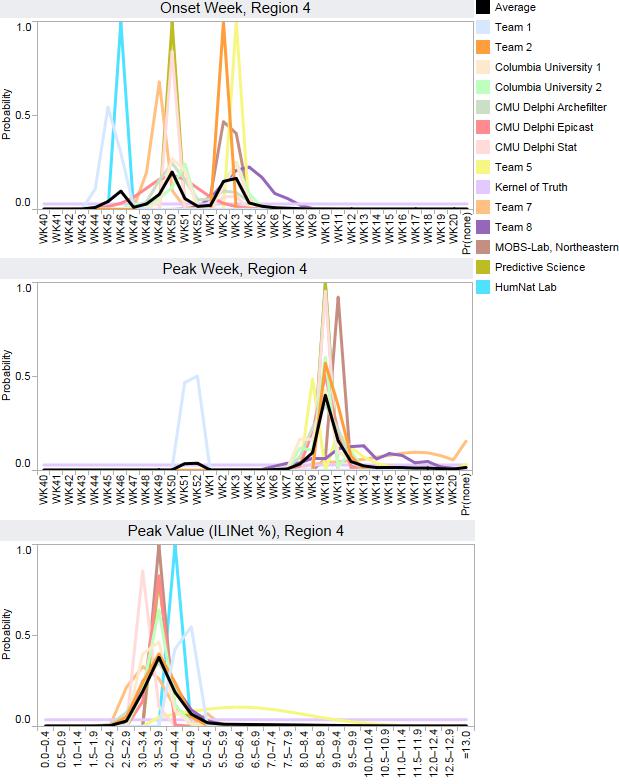 Onset Week, Region 4
Probability
1.0
0.5
0.0
WK40
WK41
WK42
WK43
WK44
WK45
WK46
WK47
WK48
WK49
WK50
WK51
WK52
WK1
WK2
WK3
WK4
WK5
WK6
WK7
WK8
WK9
WK10
WK11
WK12
WK13
WK14
WK15
WK16
WK17
WK18
WK19
WK20
Pr(none)
Peak Week, Region 4
Probability
1.0
0.5
0.0
WK40
WK41
WK42
WK43
WK44
WK45
WK46
WK47
WK48
WK49
WK50
WK51
WK52
WK1
WK2
WK3
WK4
WK5
WK6
WK7
WK8
WK9
WK10
WK11
WK12
WK13
WK14
WK15
WK16
WK17
WK18
WK19
WK20
Pr(none)
Peak Value (ILINet %), Region 4
Probability
1.0
0.5
0.0
0.0–0.4
0.5–0.9
1.0–1.4
1.5–1.9
2.0–2.4
2.5–2.9
3.0–3.4
3.5–3.9
4.0–4.4
4.5–4.9
5.0–5.4
5.5–5.9
6.0–6.4
6.5–6.9
7.0–7.4
7.5–7.9
8.0–8.4
8.5–8.9
9.0–9.4
9.5–9.9
10.0–10.4
10.5–10.9
11.0–11.4
11.5–11.9
12.0–12.4
12.5–12.9
=13.0
Average
Team 1
Team 2
Columbia University 1
Columbia University 2
CMU Delphi Archefilter
CMU Delphi Epicast
CMU Delphi Stat
Team 5
Kernel of Truth
Team 7
Team 8
MOBS-Lab, Northeastern
Predictive Science
HumNat Lab